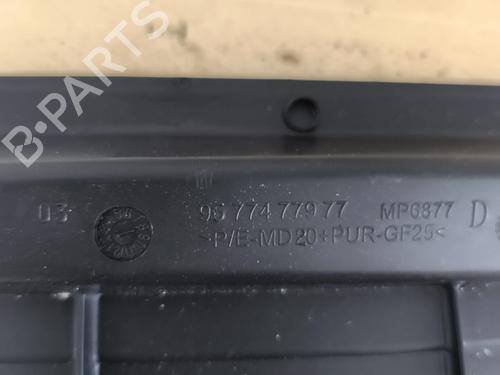 B-PARTS
03 96 774 779 77 MP6877 D
>P/E-MD20+PUR-GF25<